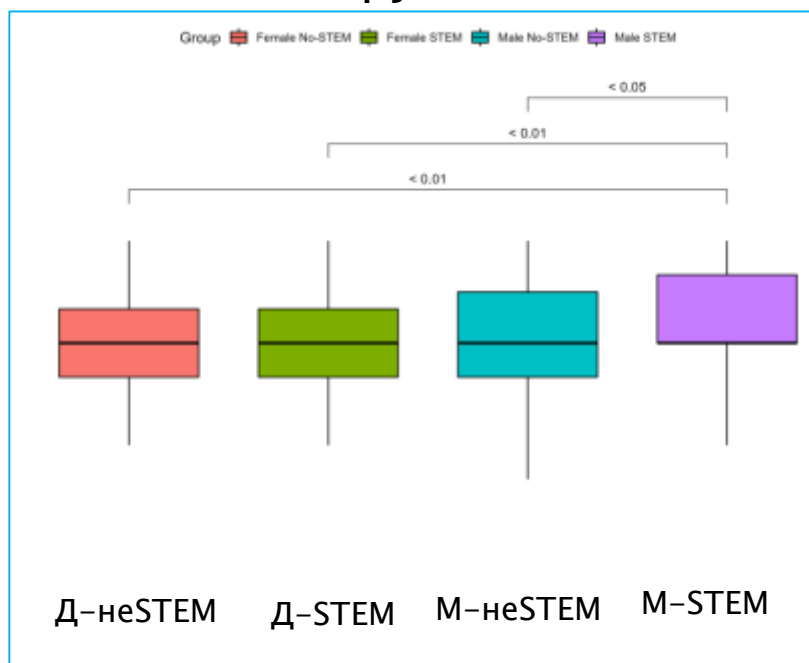 Group Female No-STEM Female STEM Male No-STEM Male STEM
< 0.05
< 0.01
< 0.01
Д-неSTEM Д-STEM М-неSTEM М-STEM